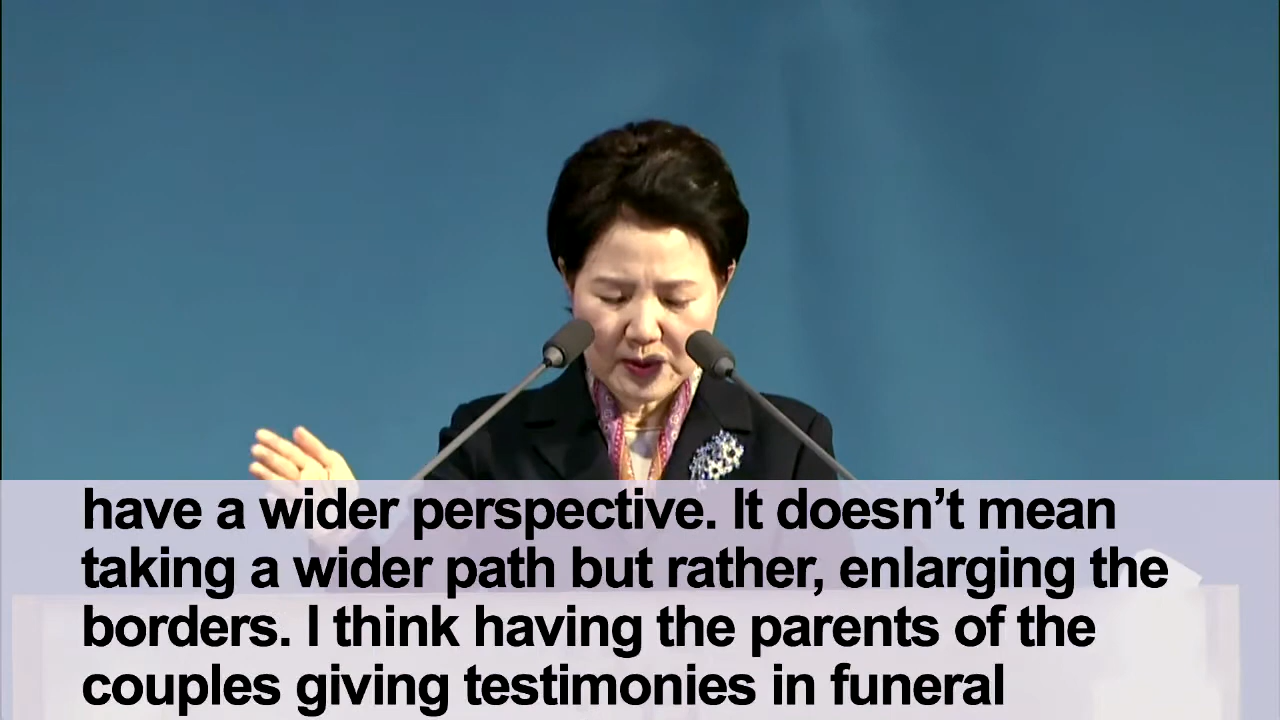 have a wider perspective. It doesn’t mean
taking a wider path but rather, enlarging the
borders. I think having the parents of the
couples giving testimonies in funeral